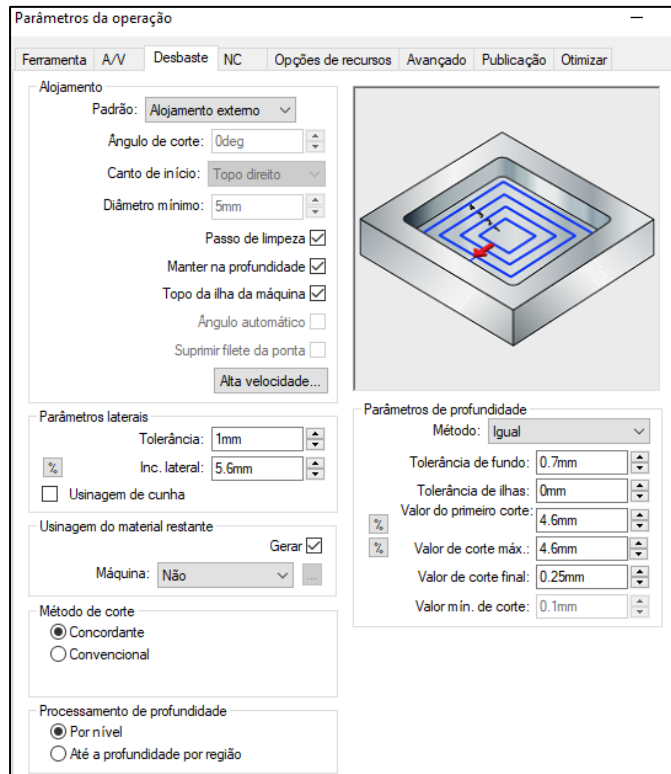 Parâmetros da operação
Ferramenta A/V Desbaste NC Opções de recursos Avançado Publicação Otimizar
Alojamento
Padrão: Alojamento externo
Ângulo de corte: 0deg
Canto de início: Topo direito
Diâmetro mínimo: 5mm
Passo de limpeza
Manter na profundidade
Topo da ilha da máquina
Ângulo automático
Suprimir filete da ponta
Alta velocidade...
Parâmetros laterais
Tolerância: 1mm
% Inc. lateral: 5.6mm
Usinagem de cunha
Usinagem do material restante
Gerar
Máquina: Não ...
Método de corte
Concordante
Convencional
Processamento de profundidade
Por nível
Até a profundidade por região
Parâmetros de profundidade
Método: Igual
Tolerância de fundo: 0.7mm
Tolerância de ilhas: 0mm
% Valor do primeiro corte: 4.6mm
% Valor de corte máx.: 4.6mm
Valor de corte final: 0.25mm
Valor mín. de corte: 0.1mm